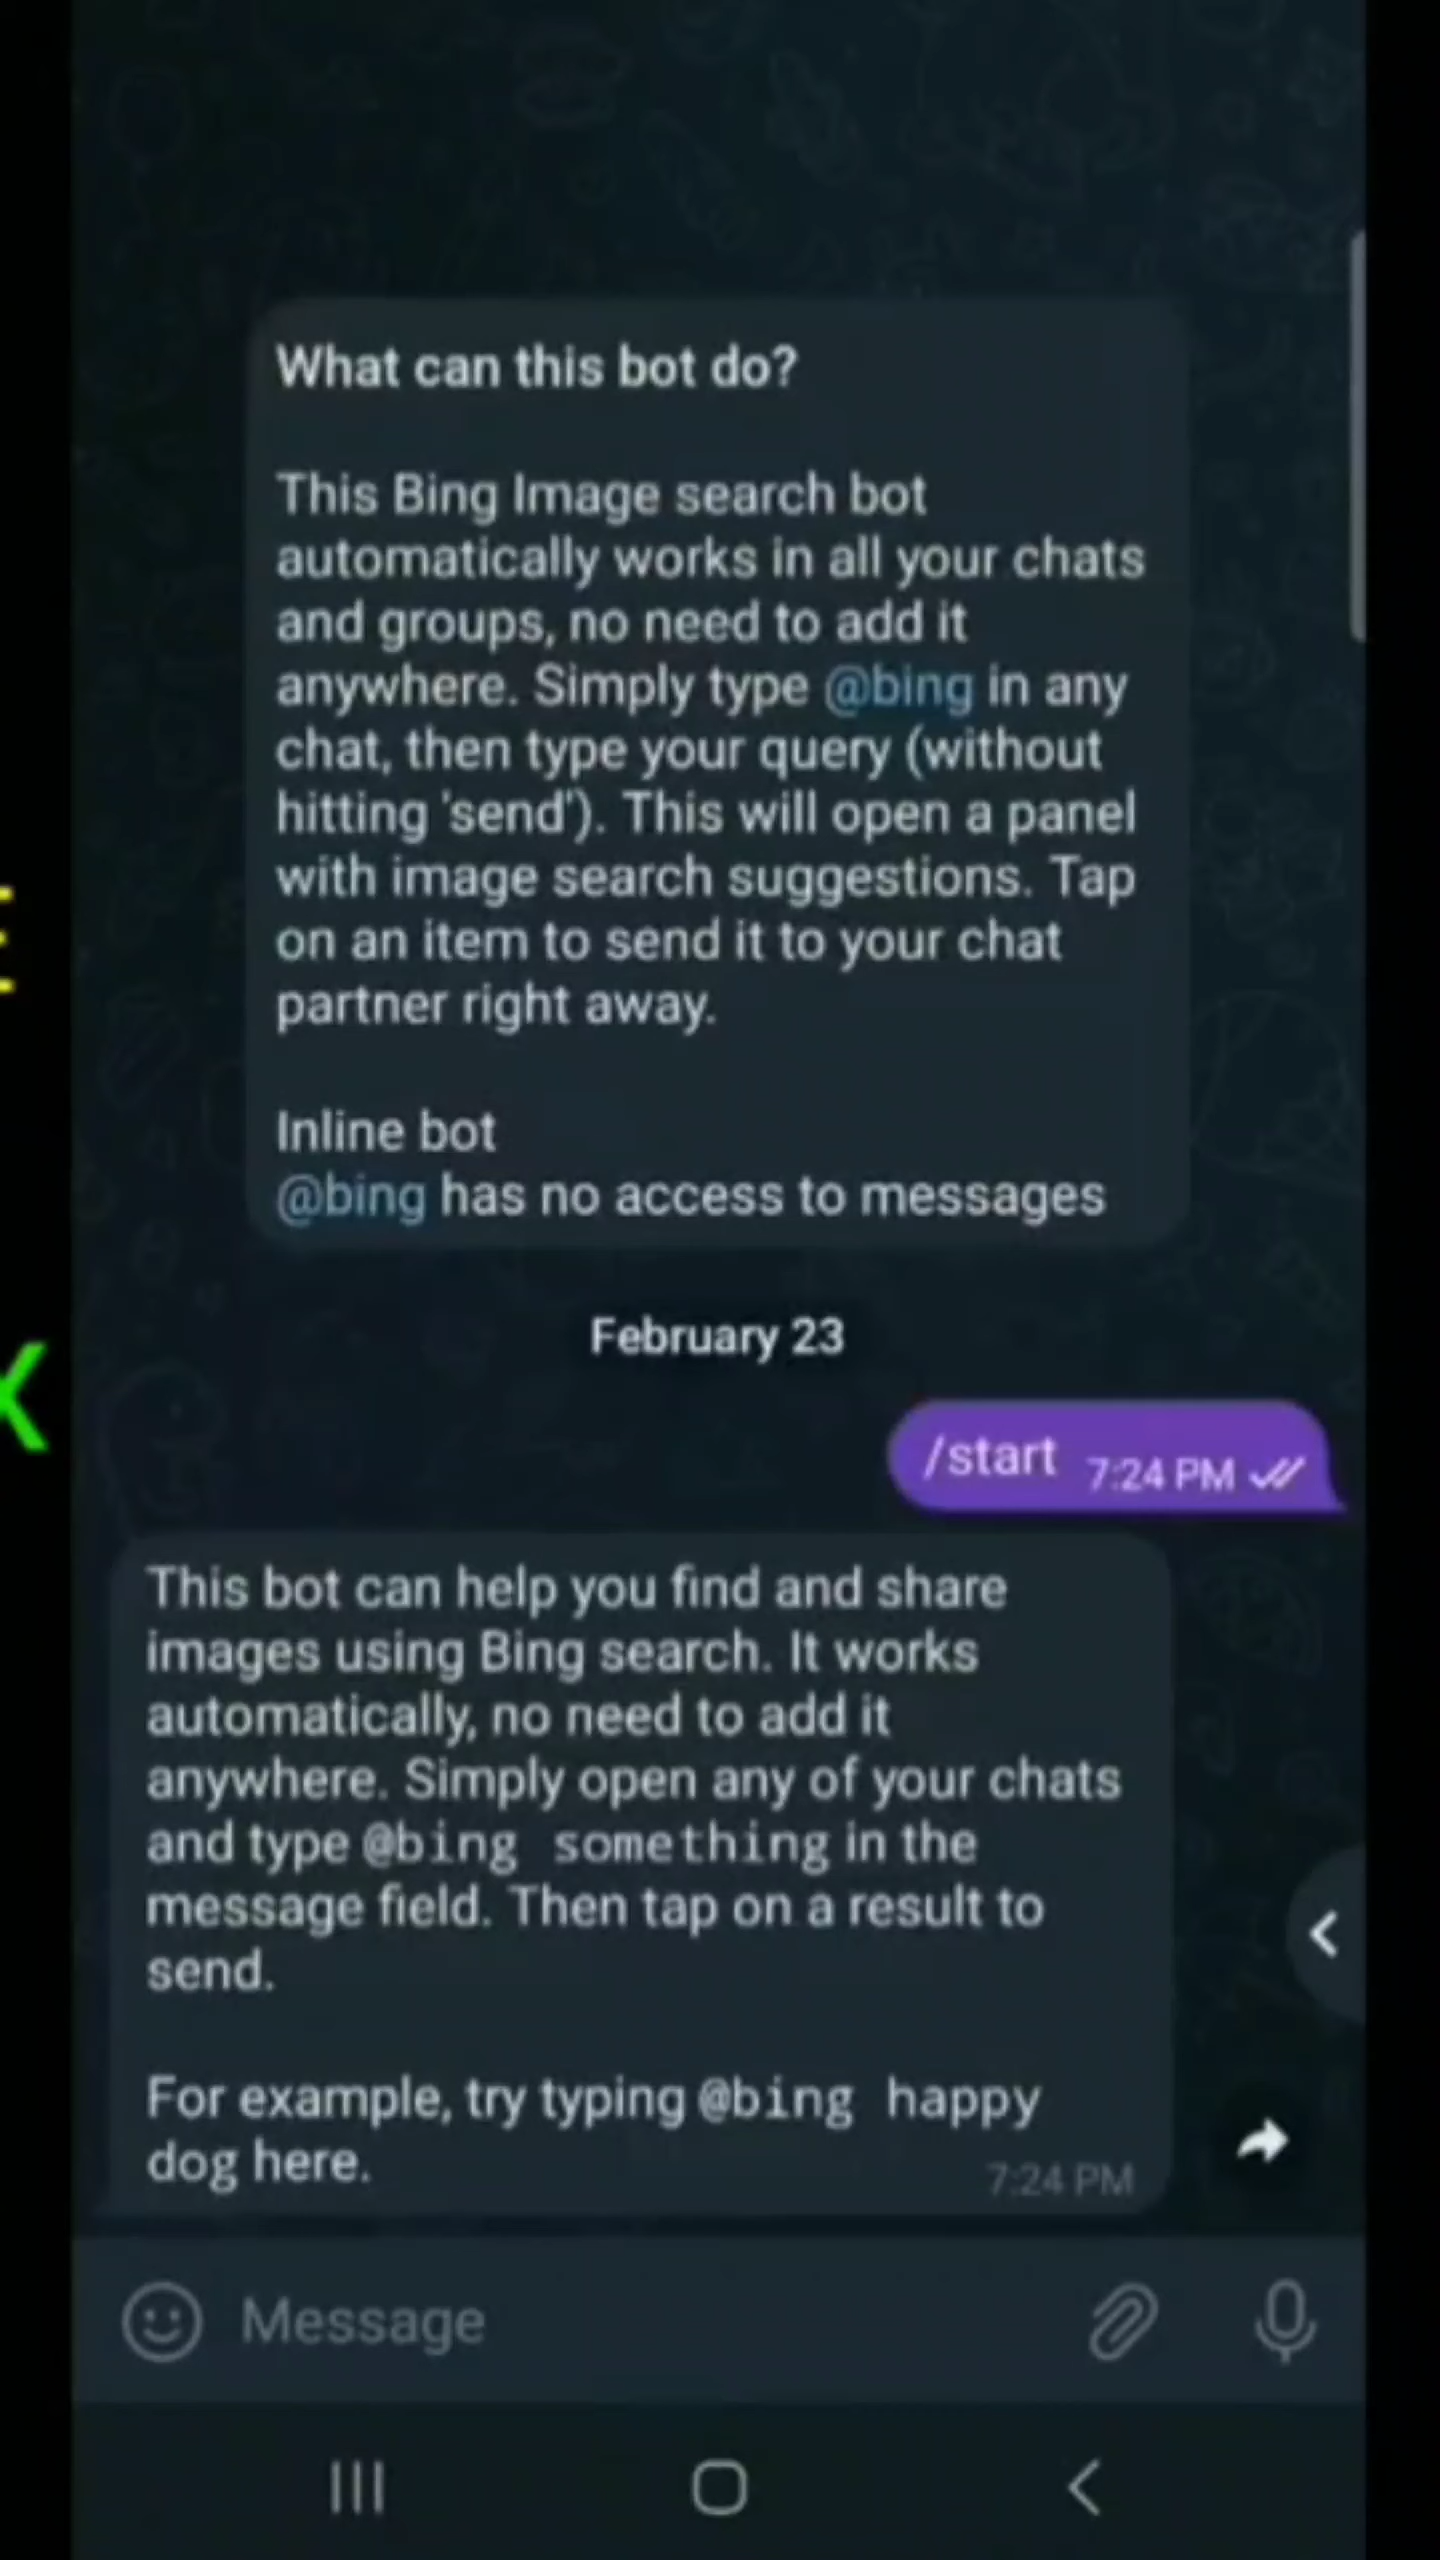 What can this bot do?
This Bing Image search bot
automatically works in all your chats
and groups, no need to add it
anywhere. Simply type @bing in any
chat, then type your query (without
hitting 'send'). This will open a panel
with image search suggestions. Tap
on an item to send it to your chat
partner right away.
Inline bot
@bing has no access to messages
February 23
/start 7:24 PM
This bot can help you find and share
images using Bing search. It works
automatically, no need to add it
anywhere. Simply open any of your chats
and type @bing something in the
message field. Then tap on a result to
send.
For example, try typing @bing happy
dog here.
7:24 PM
Message